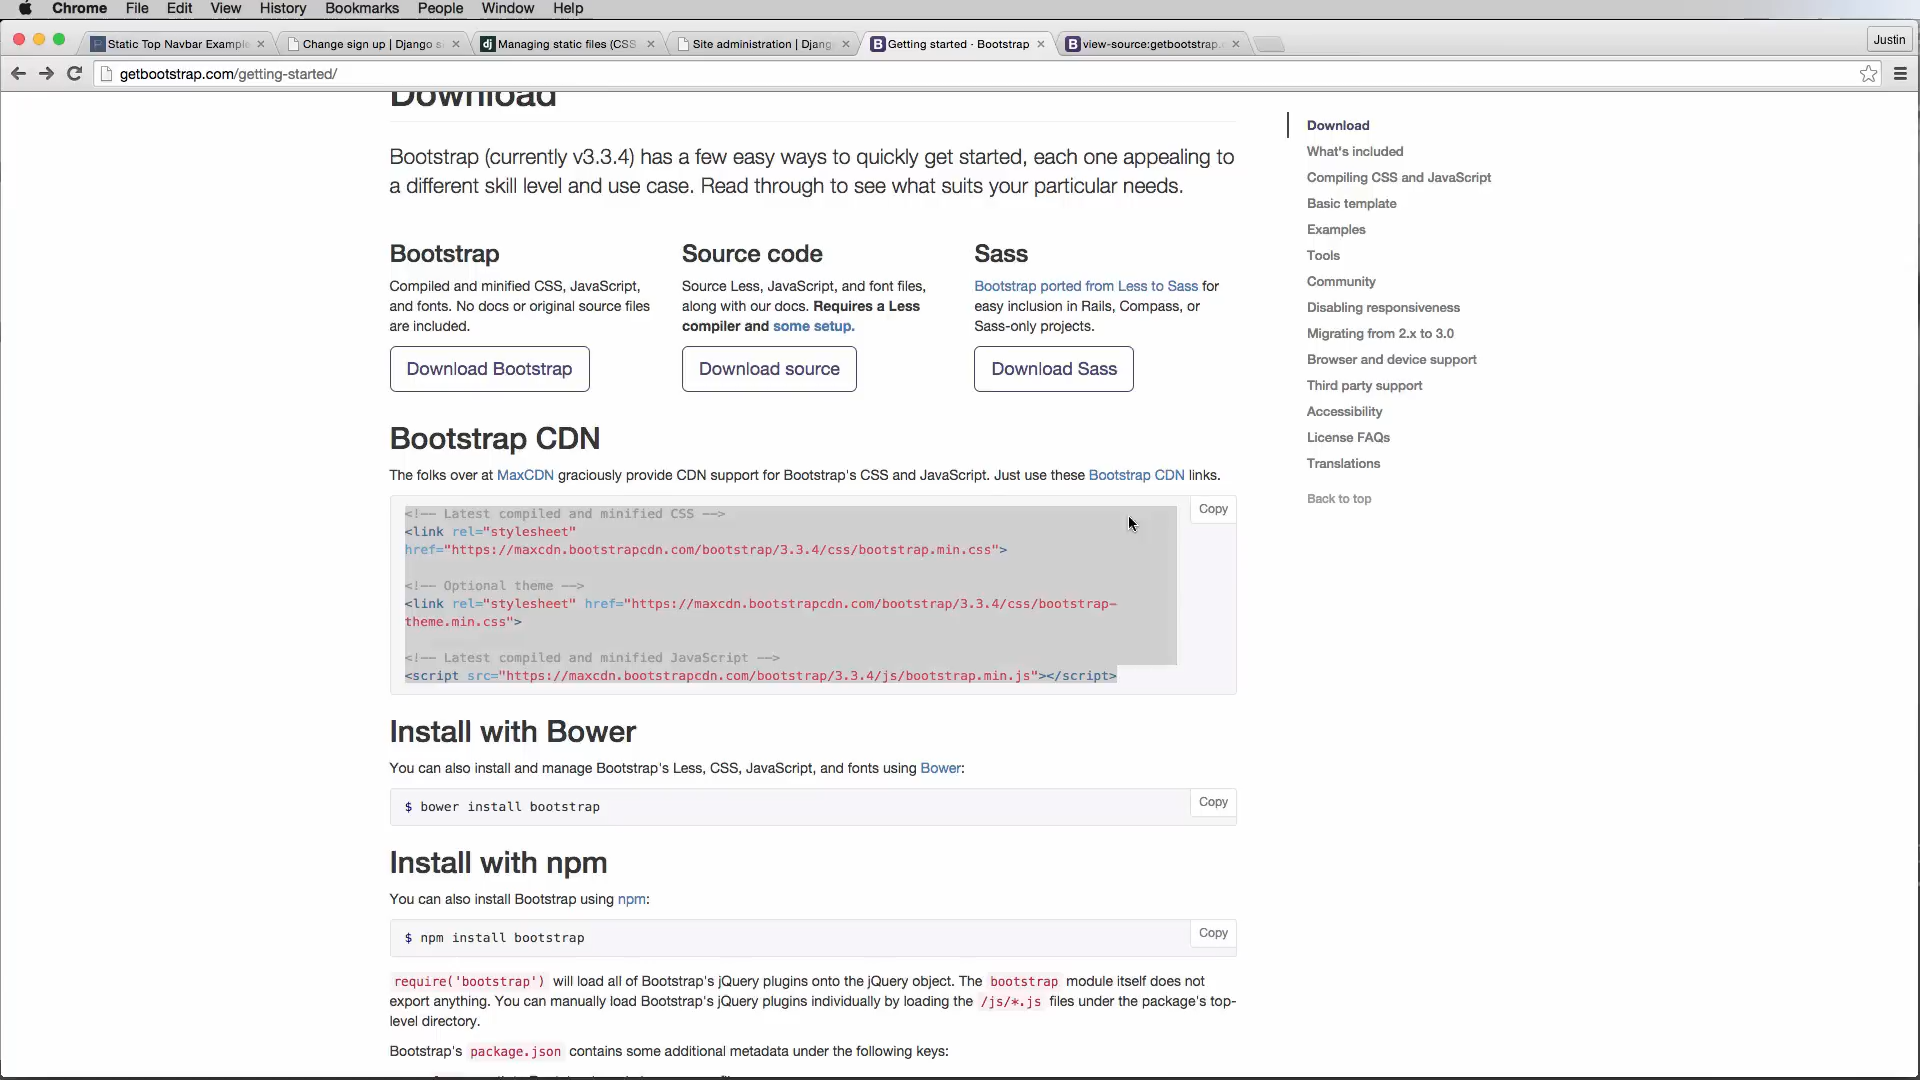 Chrome File Edit View History Bookmarks People Window Help
Static Top Navbar Example
Change sign up | Django s
Managing static files (CSS
Site administration | Djang
Getting started · Bootstrap
view-source:getbootstrap.c
Justin
getbootstrap.com/getting-started/
Download
Bootstrap (currently v3.3.4) has a few easy ways to quickly get started, each one appealing to
a different skill level and use case. Read through to see what suits your particular needs.
Bootstrap
Compiled and minified CSS, JavaScript,
and fonts. No docs or original source files
are included.
Download Bootstrap
Source code
Source Less, JavaScript, and font files,
along with our docs. Requires a Less
compiler and some setup.
Download source
Sass
Bootstrap ported from Less to Sass for
easy inclusion in Rails, Compass, or
Sass-only projects.
Download Sass
Bootstrap CDN
The folks over at MaxCDN graciously provide CDN support for Bootstrap's CSS and JavaScript. Just use these Bootstrap CDN links.
Copy
<!-- Latest compiled and minified CSS -->
<link rel="stylesheet"
href="https://maxcdn.bootstrapcdn.com/bootstrap/3.3.4/css/bootstrap.min.css">
<!-- Optional theme -->
<link rel="stylesheet" href="https://maxcdn.bootstrapcdn.com/bootstrap/3.3.4/css/bootstrap-
theme.min.css">
<!-- Latest compiled and minified JavaScript -->
<script src="https://maxcdn.bootstrapcdn.com/bootstrap/3.3.4/js/bootstrap.min.js"></script>
Install with Bower
You can also install and manage Bootstrap's Less, CSS, JavaScript, and fonts using Bower:
$ bower install bootstrap
Copy
Install with npm
You can also install Bootstrap using npm:
$ npm install bootstrap
Copy
require('bootstrap') will load all of Bootstrap's jQuery plugins onto the jQuery object. The bootstrap module itself does not
export anything. You can manually load Bootstrap's jQuery plugins individually by loading the /js/*.js files under the package's top-
level directory.
Bootstrap's package.json contains some additional metadata under the following keys:
Download
What's included
Compiling CSS and JavaScript
Basic template
Examples
Tools
Community
Disabling responsiveness
Migrating from 2.x to 3.0
Browser and device support
Third party support
Accessibility
License FAQs
Translations
Back to top